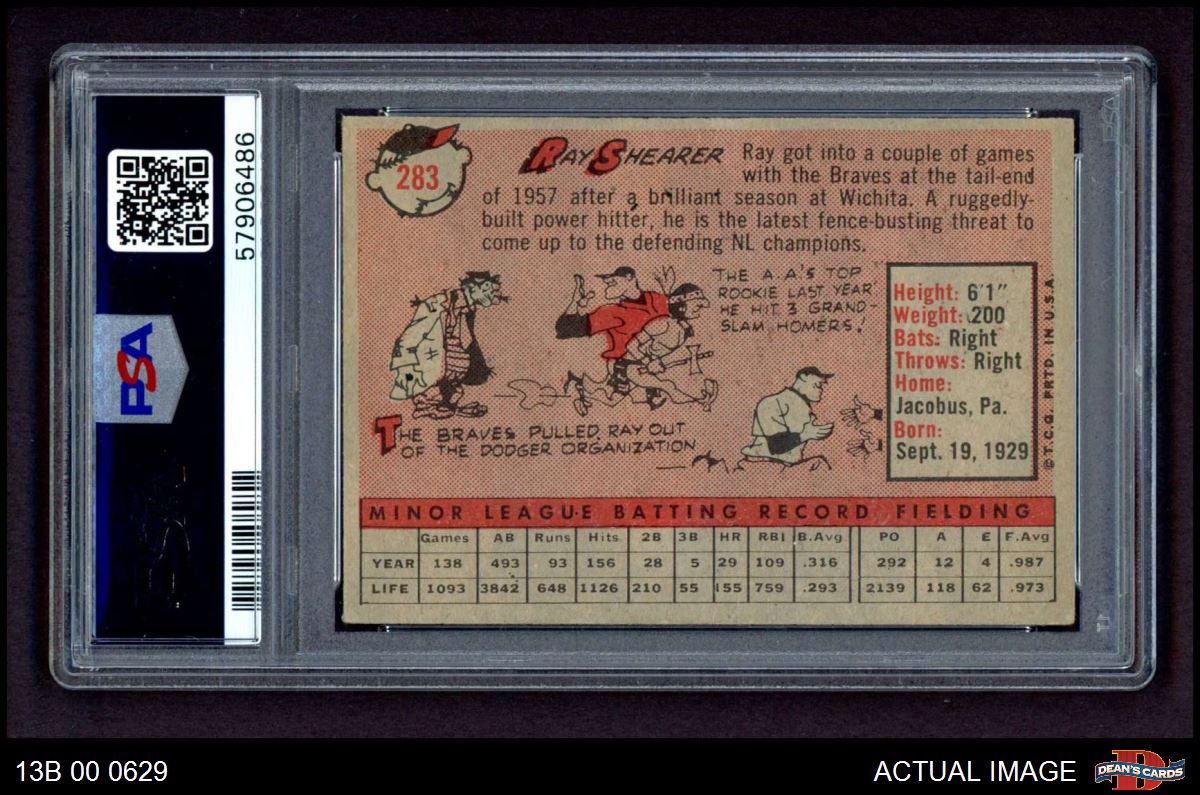 PSA
57906486
283
RAY SHEARER
Ray got into a couple of games
with the Braves at the tail-end
of 1957 after a brilliant season at Wichita. A ruggedly-
built power hitter, he is the latest fence-busting threat to
come up to the defending NL champions.
THE BRAVES PULLED RAY OUT
OF THE DODGER ORGANIZATION
"THE A.A'S TOP
ROOKIE LAST YEAR"
HE HIT 3 GRAND-
SLAM HOMERS!
Height: 6'1"
Weight: 200
Bats: Right
Throws: Right
Home:
Jacobus, Pa.
Born:
Sept. 19, 1929
© T.C.G. PRTD. IN U.S.A.
MINOR LEAGUE BATTING RECORD FIELDING
Games AB Runs Hits 2B 3B HR RBI B.Avg PO A E F.Avg
YEAR 138 493 93 156 28 5 29 109 .316 292 12 4 .987
LIFE 1093 3842 648 1126 210 55 155 759 .293 2139 118 62 .973
13B 00 0629
ACTUAL IMAGE
DEAN'S CARDS